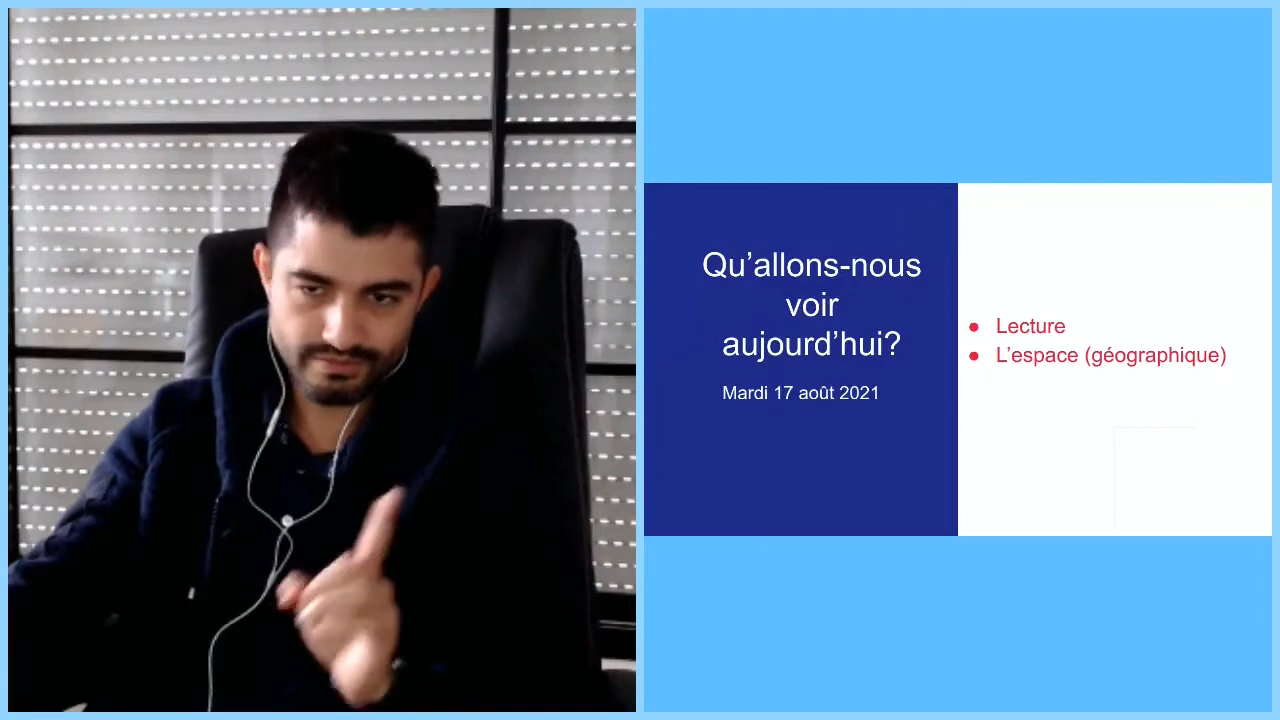 Qu’allons-nous
voir
aujourd’hui?
Mardi 17 août 2021
● Lecture
● L’espace (géographique)